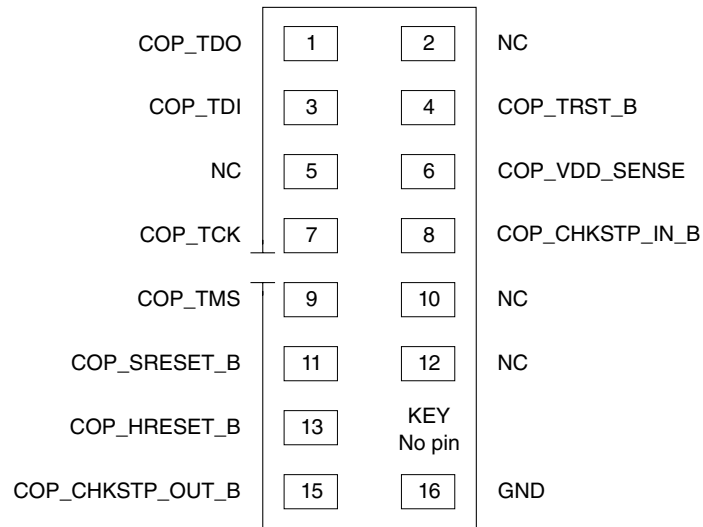 COP_TDO 1 2 NC
COP_TDI 3 4 COP_TRST_B
NC 5 6 COP_VDD_SENSE
COP_TCK 7 8 COP_CHKSTP_IN_B
COP_TMS 9 10 NC
COP_SRESET_B 11 12 NC
COP_HRESET_B 13 KEY
No pin
COP_CHKSTP_OUT_B 15 16 GND